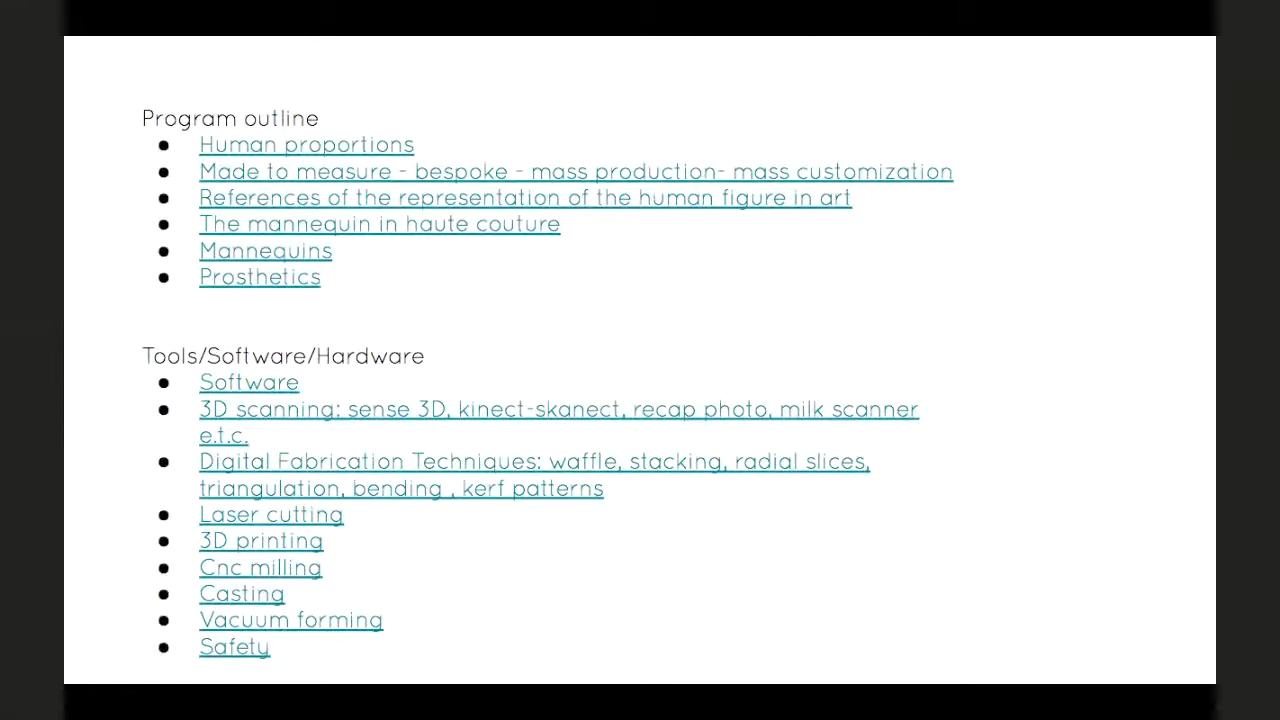 Program outline
● Human proportions
● Made to measure - bespoke - mass production- mass customization
● References of the representation of the human figure in art
● The mannequin in haute couture
● Mannequins
● Prosthetics
Tools/Software/Hardware
● Software
● 3D scanning: sense 3D, kinect-skanect, recap photo, milk scanner
e.t.c.
● Digital Fabrication Techniques: waffle, stacking, radial slices,
triangulation, bending , kerf patterns
● Laser cutting
● 3D printing
● Cnc milling
● Casting
● Vacuum forming
● Safety